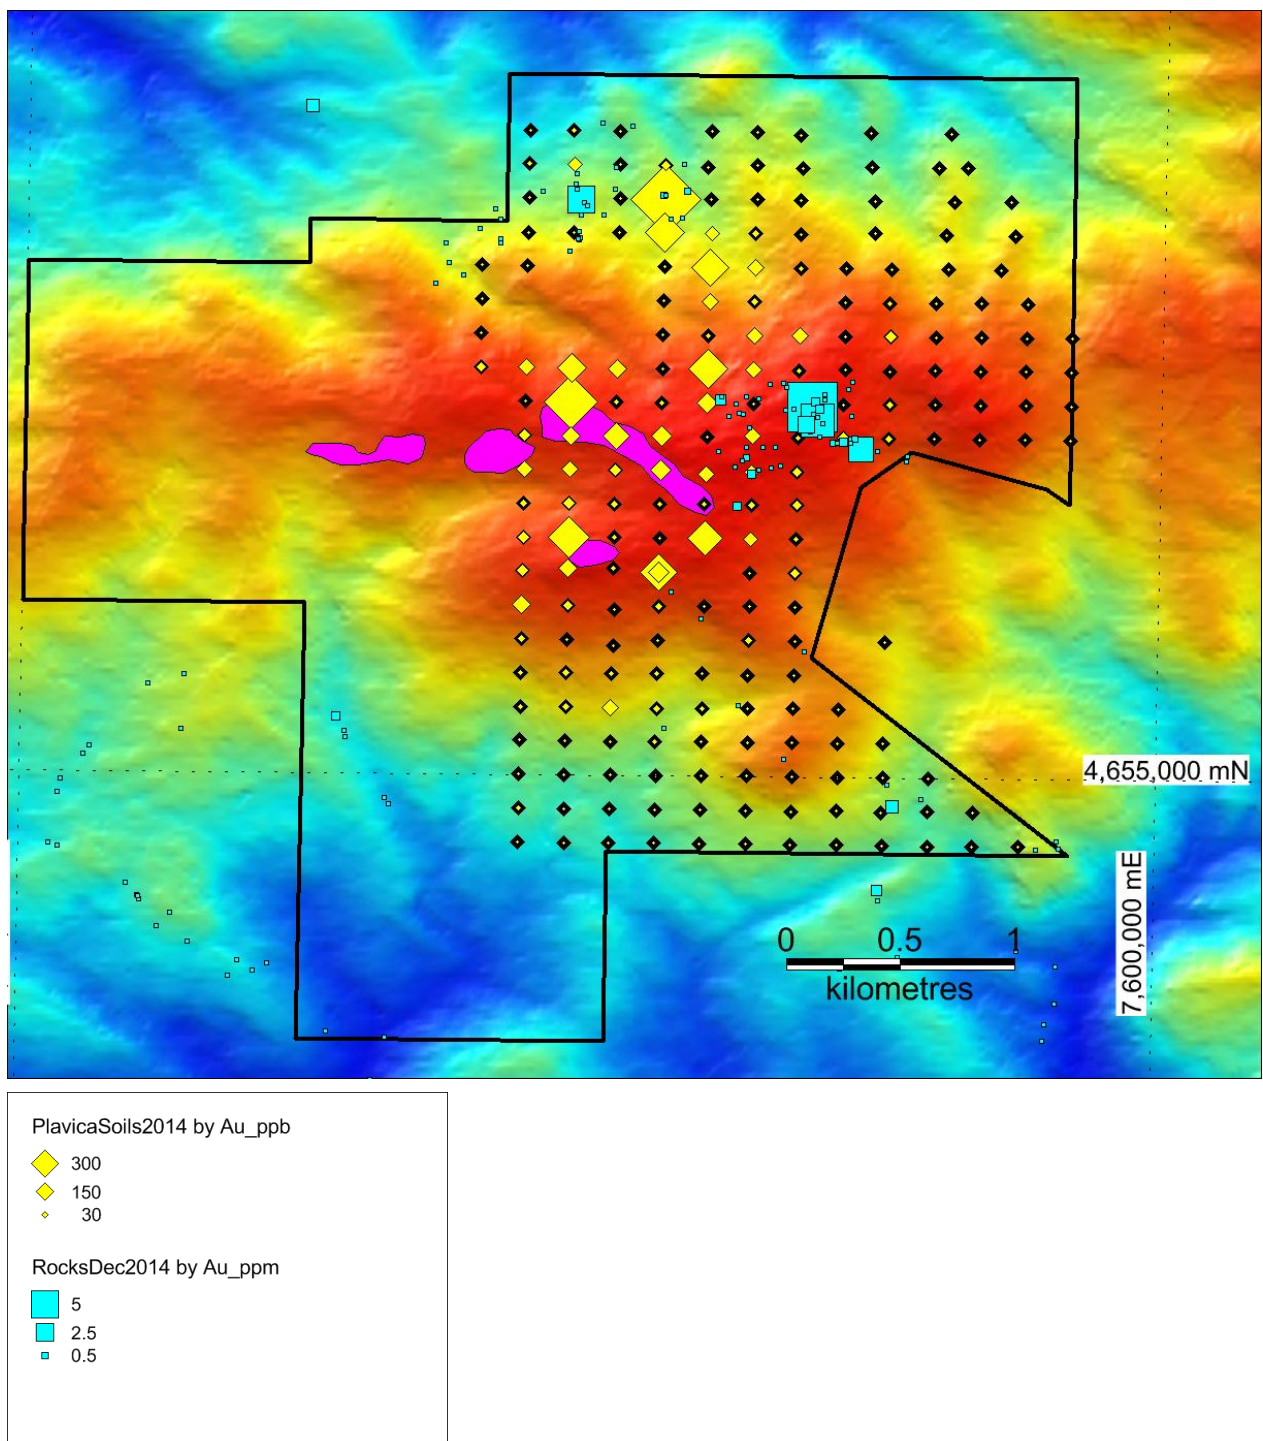 4,655,000 mN
7,600,000 mE
0 0.5 1
kilometres
PlavicaSoils2014 by Au_ppb
300
150
30
RocksDec2014 by Au_ppm
5
2.5
0.5